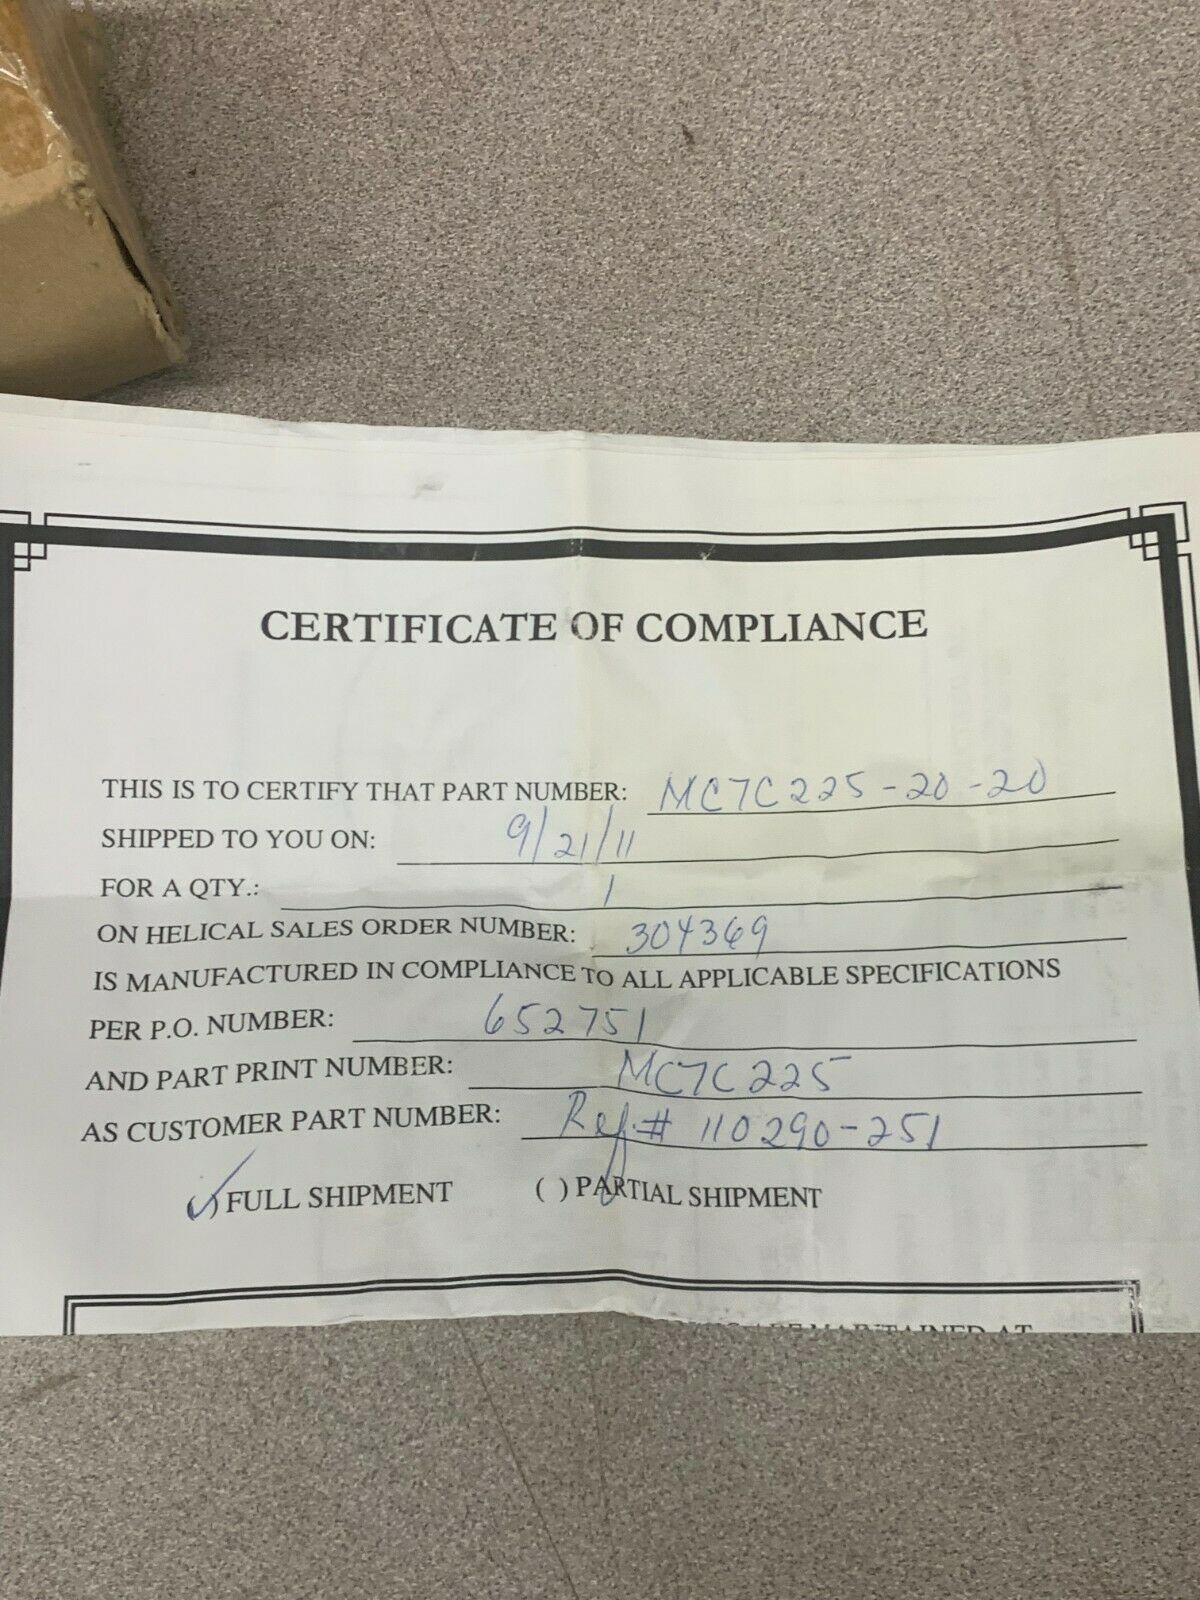 CERTIFICATE OF COMPLIANCE
THIS IS TO CERTIFY THAT PART NUMBER: MC7C225-20-20
SHIPPED TO YOU ON: 9/21/11
FOR A QTY.: 1
ON HELICAL SALES ORDER NUMBER: 304369
IS MANUFACTURED IN COMPLIANCE TO ALL APPLICABLE SPECIFICATIONS
PER P.O. NUMBER: 652751
AND PART PRINT NUMBER: MC7C225
AS CUSTOMER PART NUMBER: Ref.# 110290-251
(✓) FULL SHIPMENT ( ) PARTIAL SHIPMENT
MAINTAINED AT